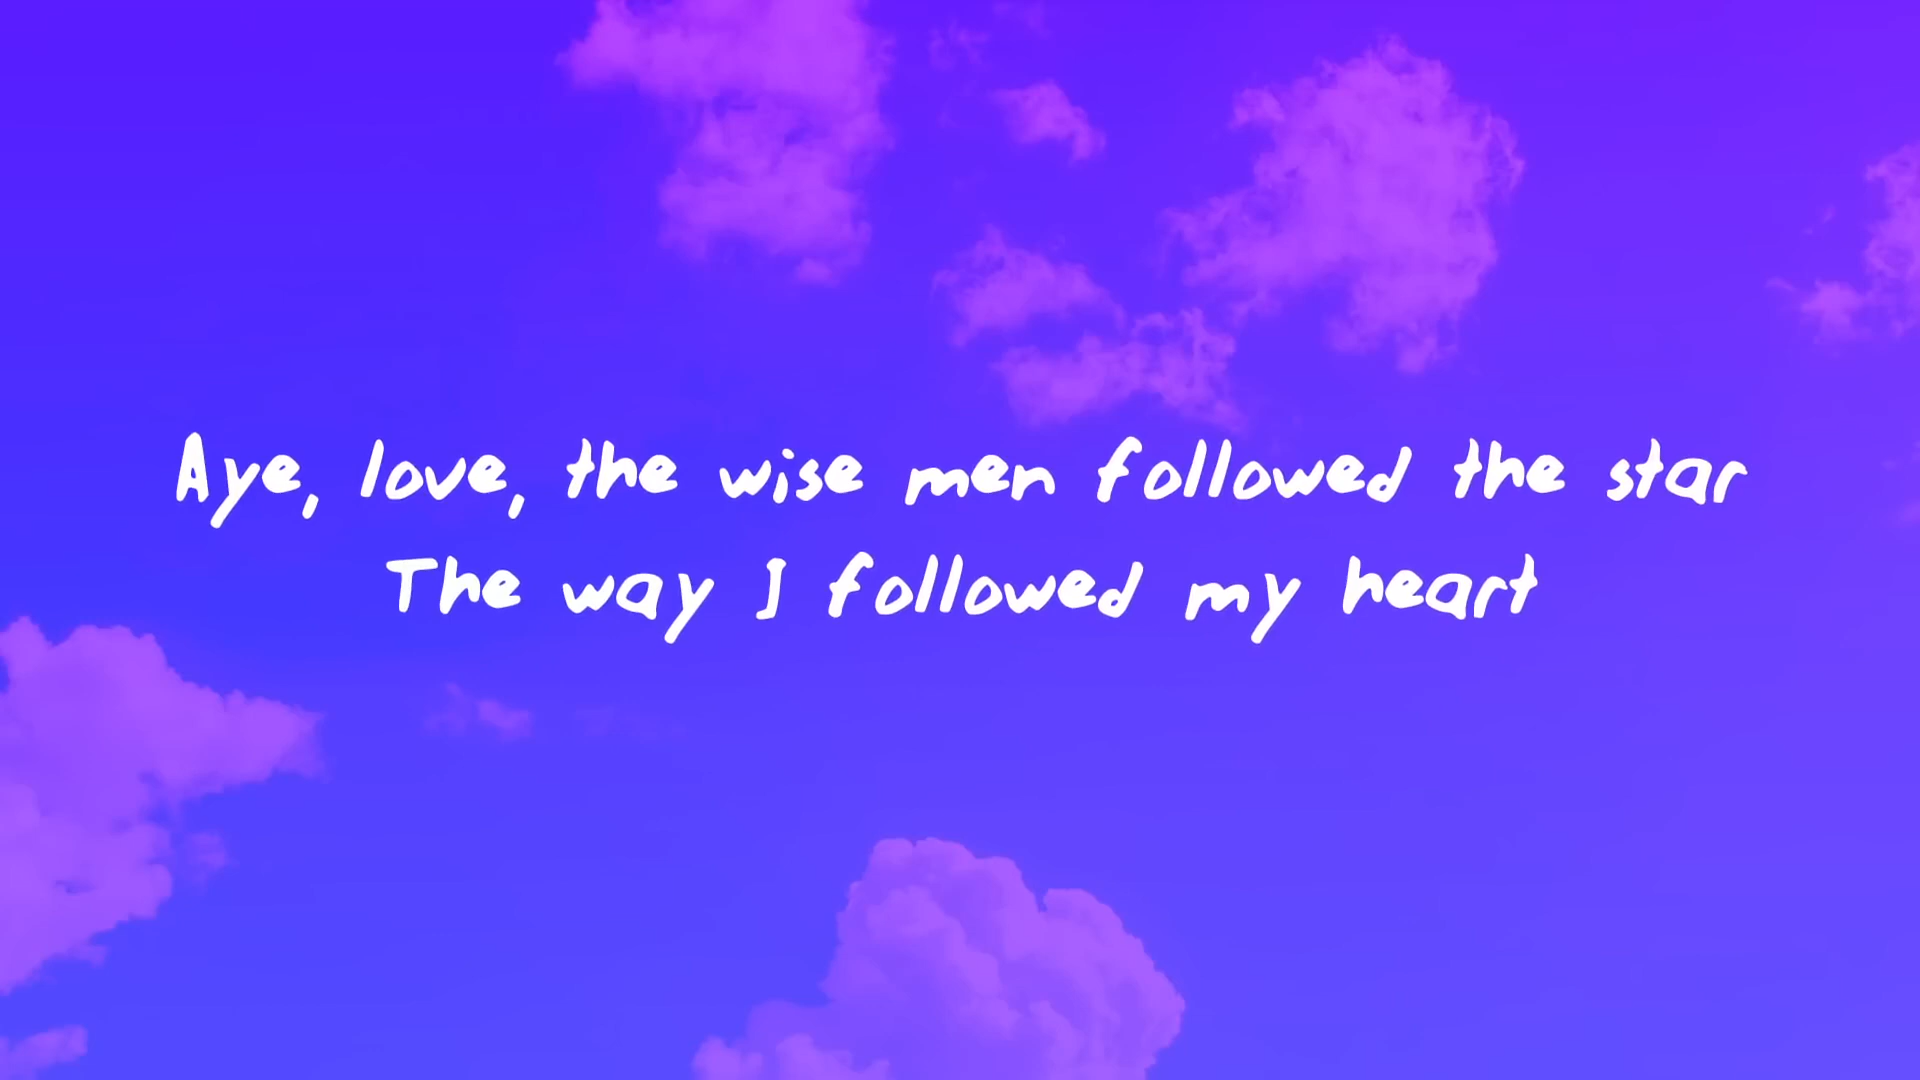 Aye, love, the wise men followed the star
The way I followed my heart